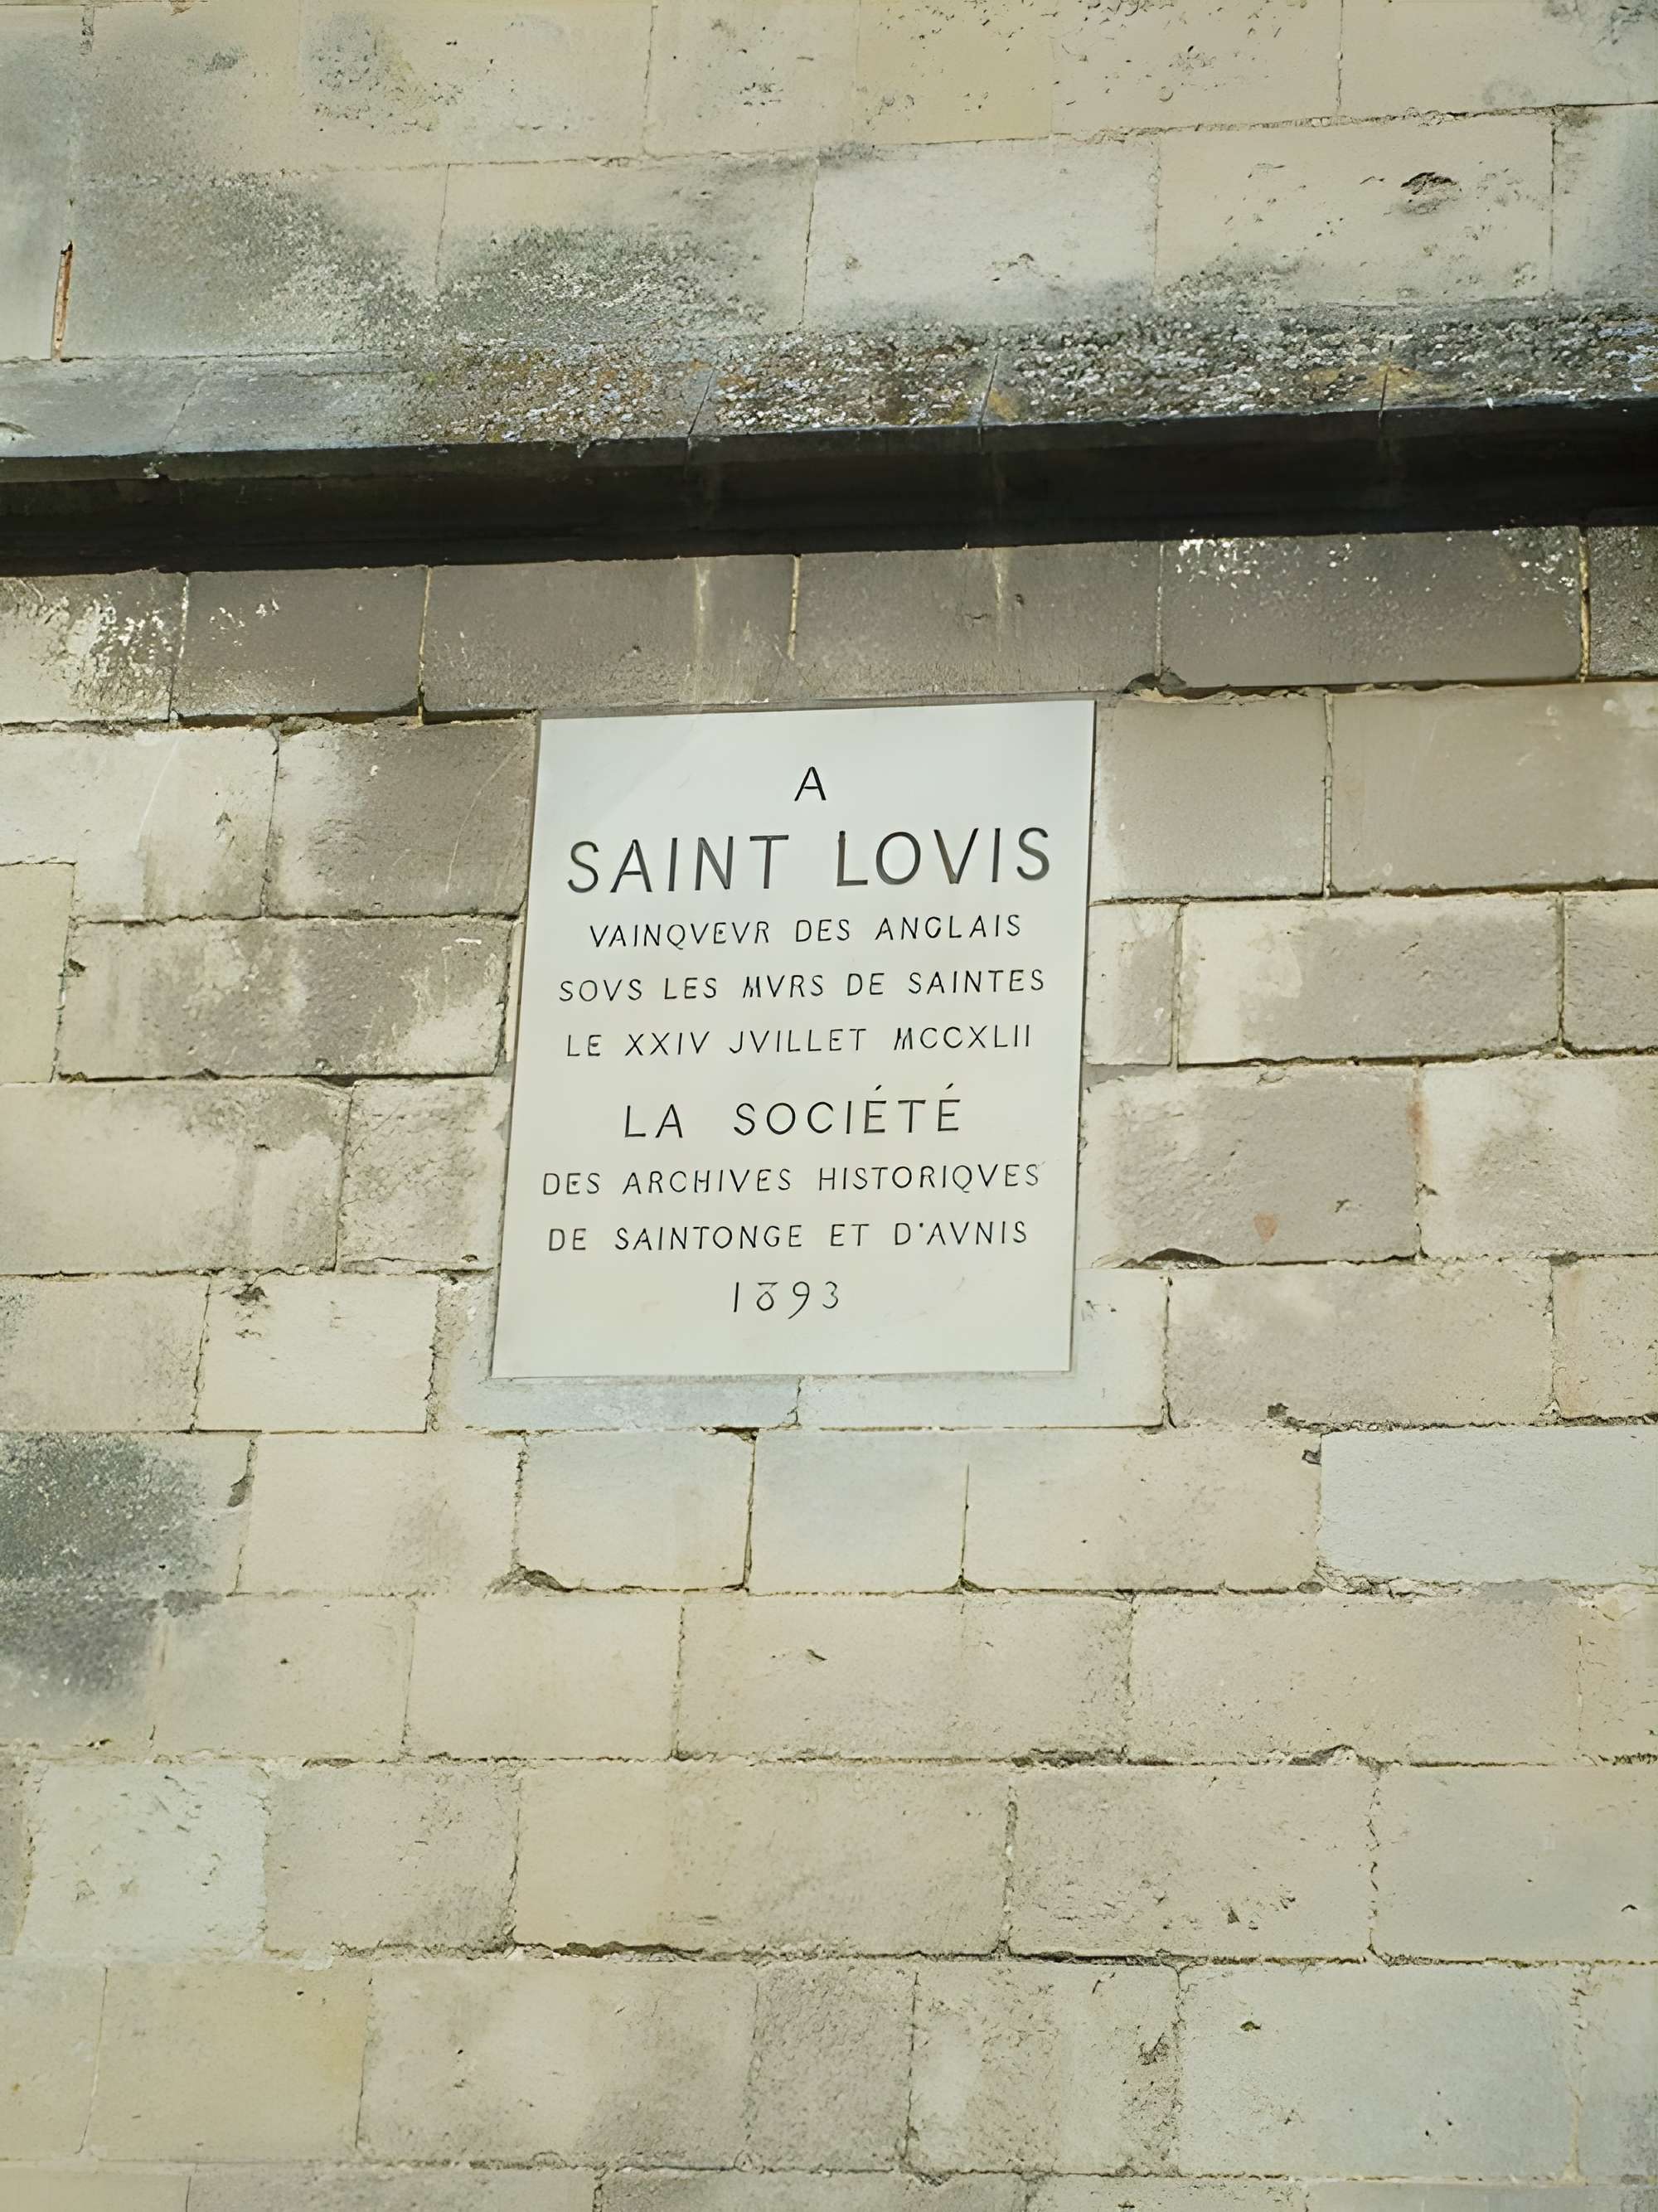 A
SAINT LOVIS
VAINQVEVR DES ANGLAIS
SOVS LES MVRS DE SAINTES
LE XXIV JVILLET MCCXLII
LA SOCIÉTÉ
DES ARCHIVES HISTORIQVES
DE SAINTONGE ET D'AVNIS
1893